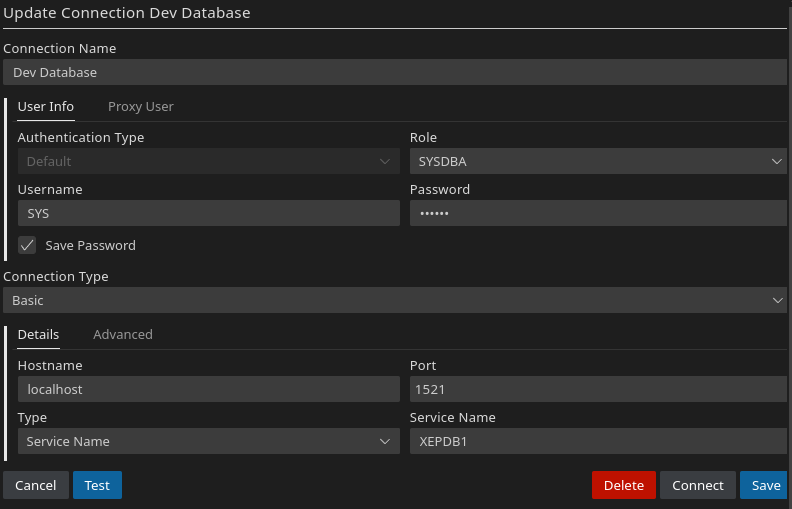 Update Connection Dev Database
Connection Name
Dev Database
User Info Proxy User
Authentication Type Role
Default SYSDBA
Username Password
SYS ••••••
Save Password
Connection Type
Basic
Details Advanced
Hostname Port
localhost 1521
Type Service Name
Service Name XEPDB1
Cancel Test Delete Connect Save